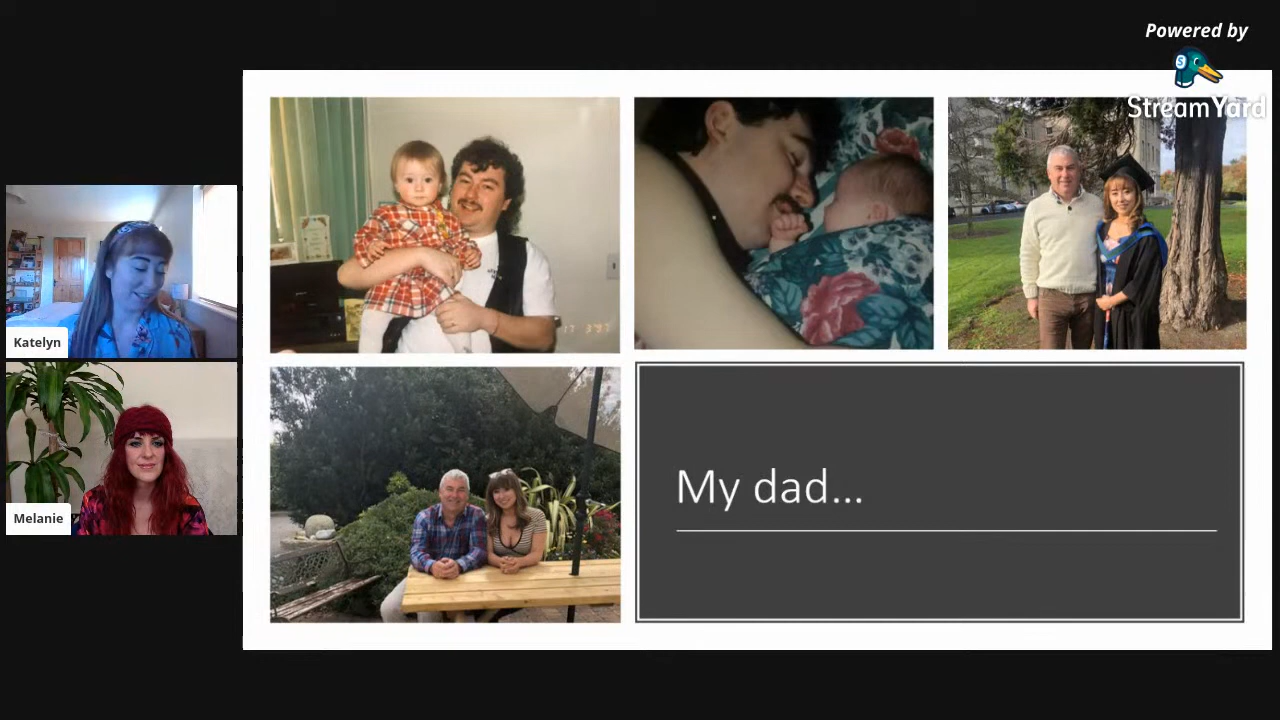 Powered by
StreamYard
Katelyn
Melanie
My dad...